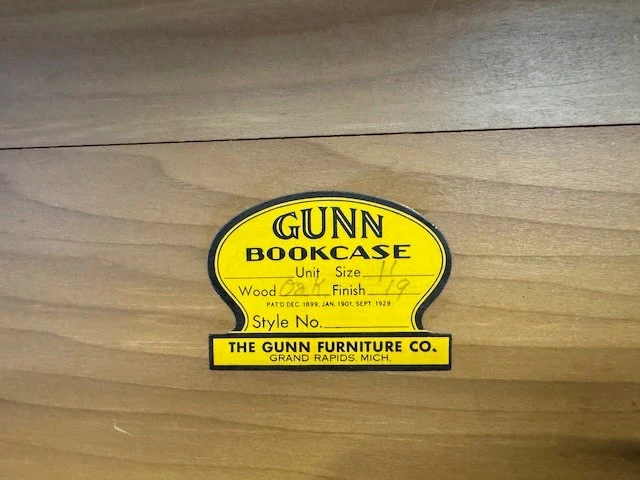 GUNN
BOOKCASE
Unit Size 11
Wood Oak Finish 19
PAT'D DEC. 1899, JAN. 1901, SEPT. 1929
Style No.
THE GUNN FURNITURE CO.
GRAND RAPIDS, MICH.